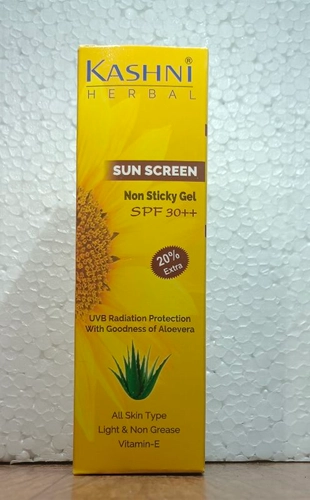 KASHNI®
HERBAL
SUN SCREEN
Non Sticky Gel
SPF 30++
20%
Extra
UVB Radiation Protection
With Goodness of Aloevera
All Skin Type
Light & Non Grease
Vitamin-E